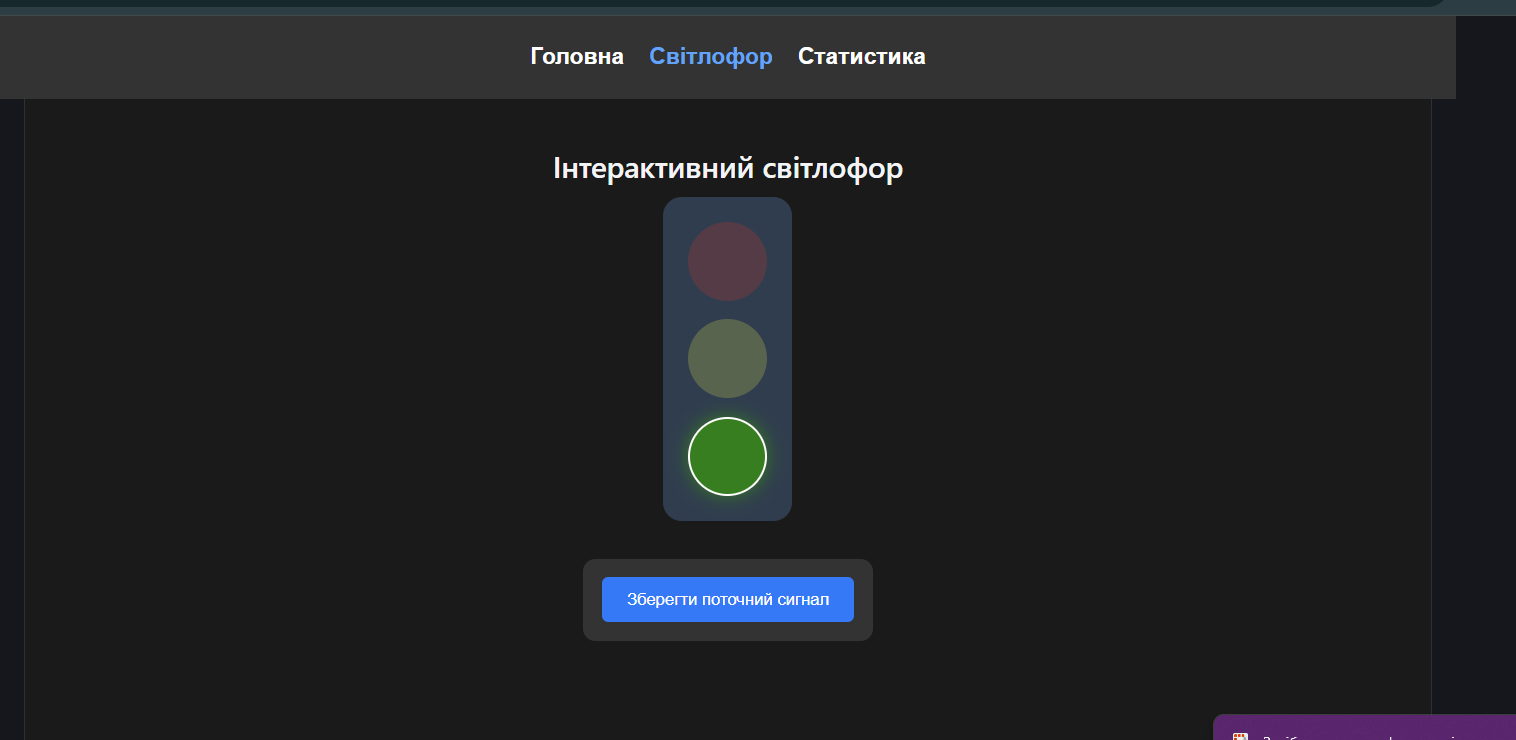 Головна Світлофор Статистика
Інтерактивний світлофор
Зберегти поточний сигнал